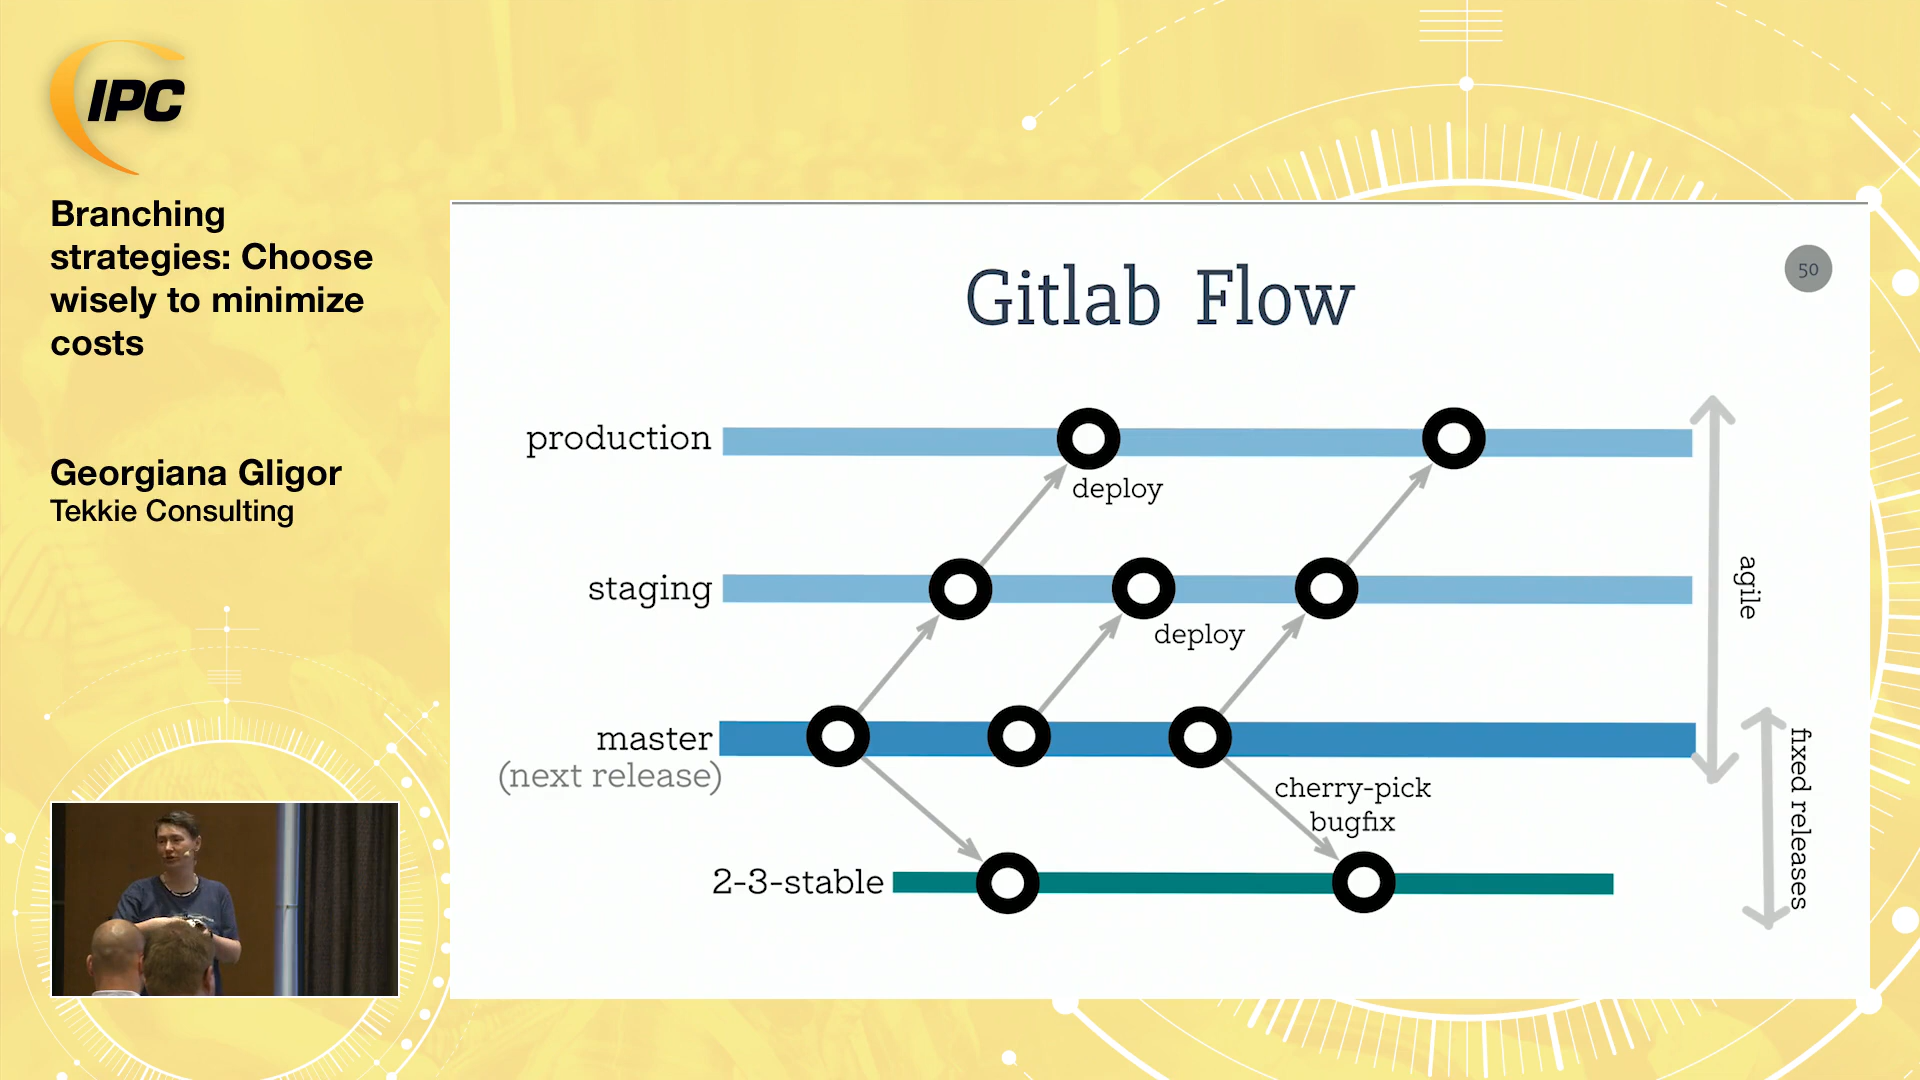 IPC
Branching
strategies: Choose
wisely to minimize
costs
Georgiana Gligor
Tekkie Consulting
Gitlab Flow
50
production
deploy
staging
deploy
agile
master
(next release)
cherry-pick
bugfix
fixed releases
2-3-stable